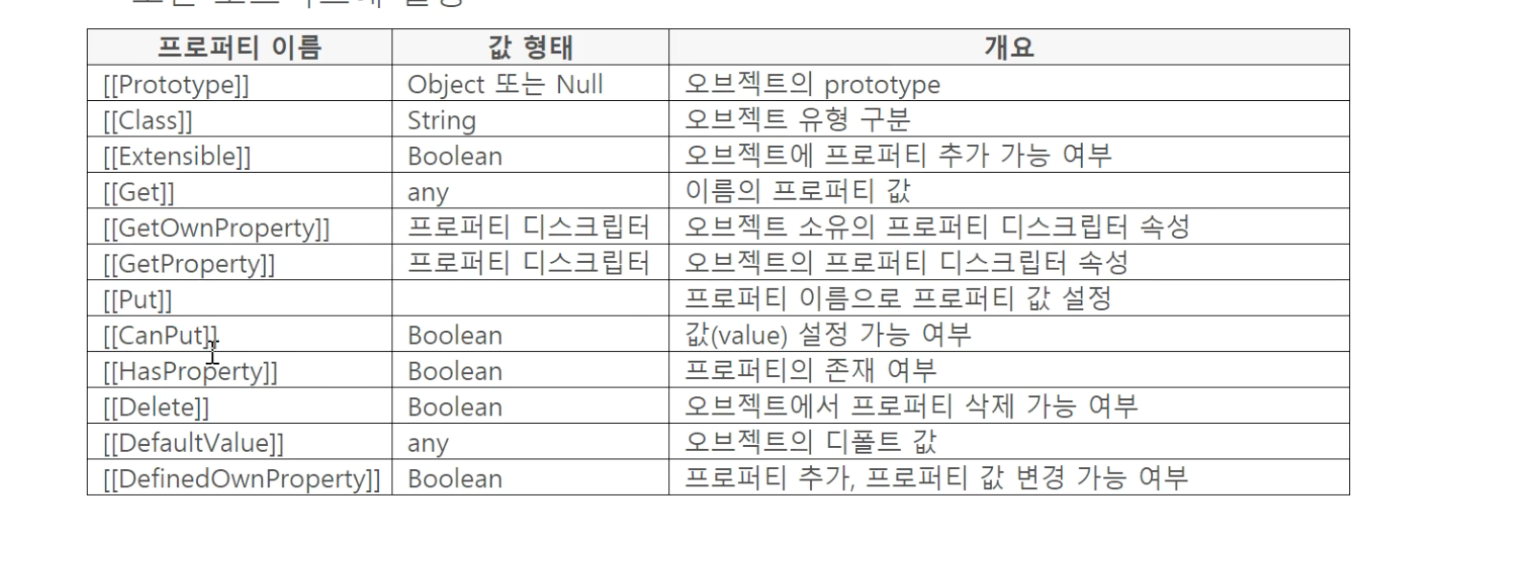 프로퍼티 이름 값 형태 개요
[[Prototype]] Object 또는 Null 오브젝트의 prototype
[[Class]] String 오브젝트 유형 구분
[[Extensible]] Boolean 오브젝트에 프로퍼티 추가 가능 여부
[[Get]] any 이름의 프로퍼티 값
[[GetOwnProperty]] 프로퍼티 디스크립터 오브젝트 소유의 프로퍼티 디스크립터 속성
[[GetProperty]] 프로퍼티 디스크립터 오브젝트의 프로퍼티 디스크립터 속성
[[Put]] 프로퍼티 이름으로 프로퍼티 값 설정
[[CanPut]] Boolean 값(value) 설정 가능 여부
[[HasProperty]] Boolean 프로퍼티의 존재 여부
[[Delete]] Boolean 오브젝트에서 프로퍼티 삭제 가능 여부
[[DefaultValue]] any 오브젝트의 디폴트 값
[[DefinedOwnProperty]] Boolean 프로퍼티 추가, 프로퍼티 값 변경 가능 여부